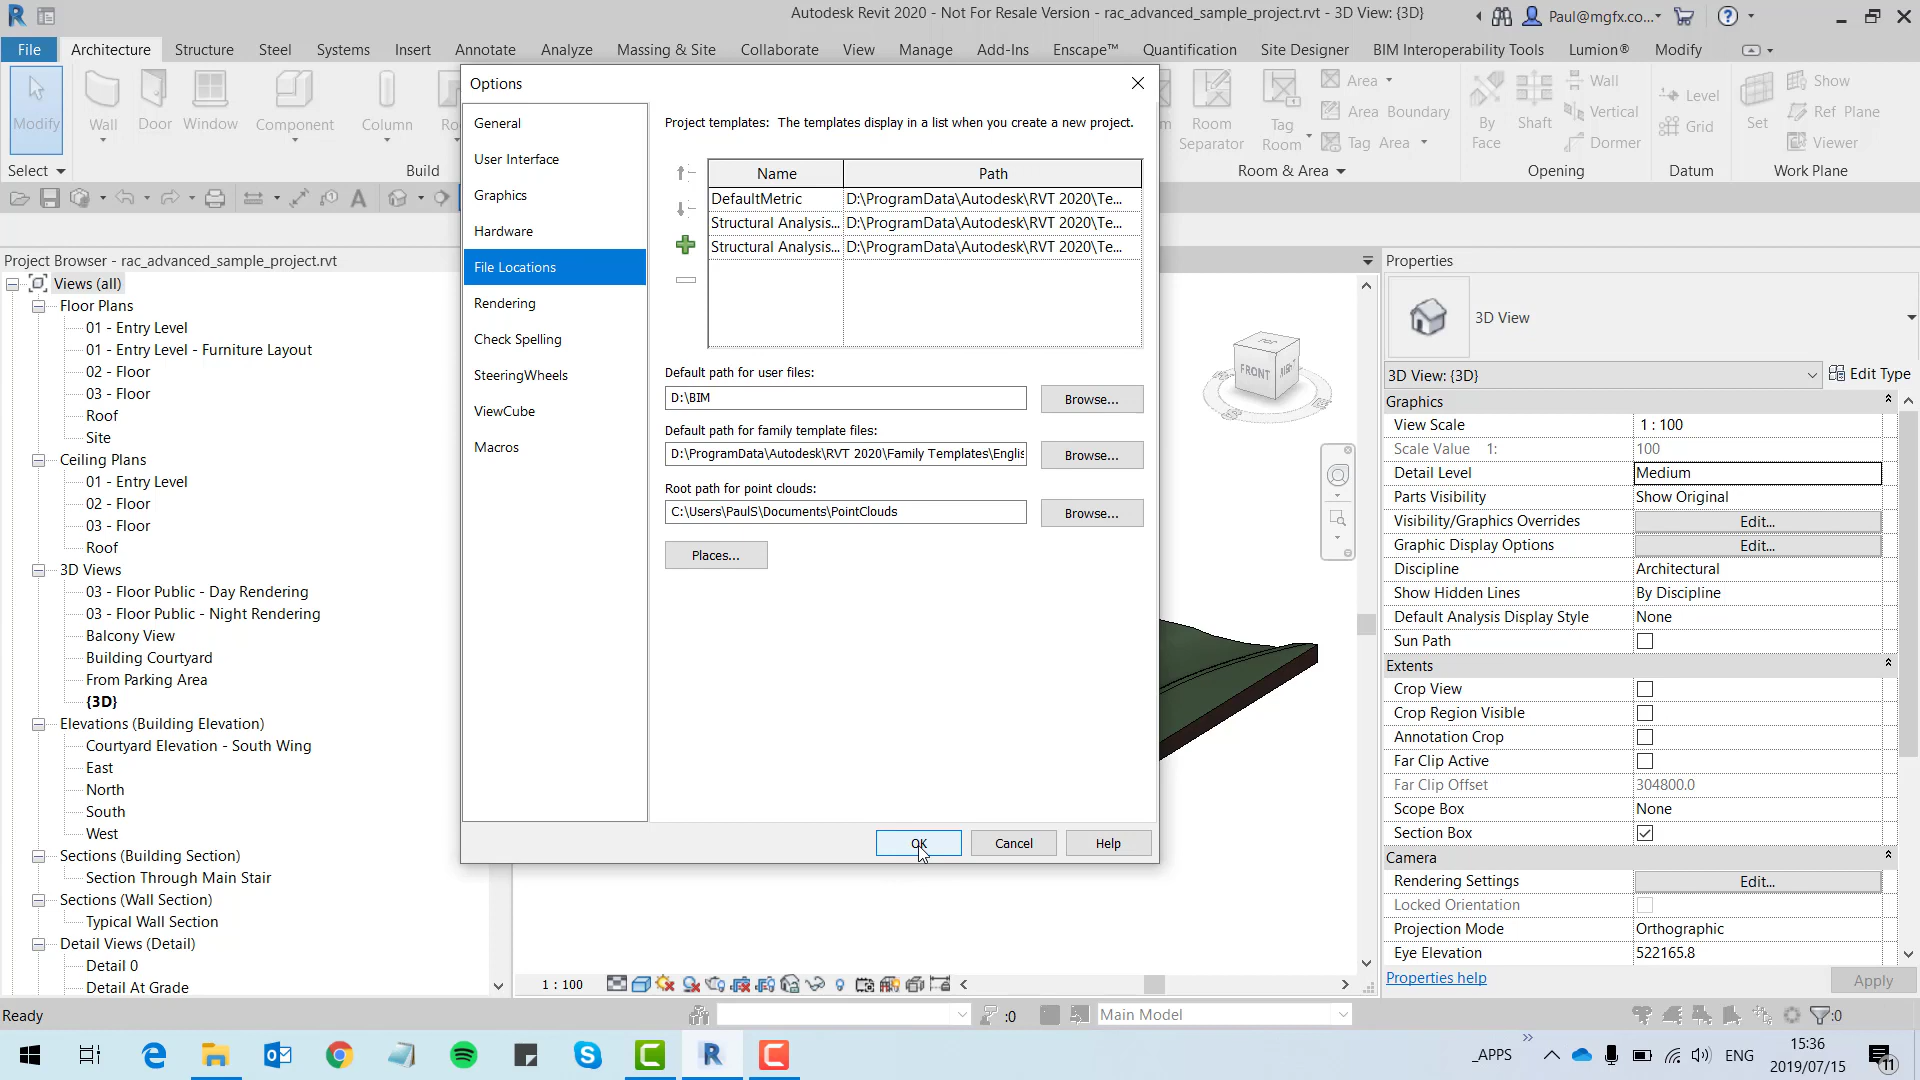 Autodesk Revit 2020 - Not For Resale Version - rac_advanced_sample_project.rvt - 3D View: {3D}
Paul@mgfx.co...
File Architecture Structure Steel Systems Insert Annotate Analyze Massing & Site Collaborate View Manage Add-Ins Enscape™ Quantification Site Designer BIM Interoperability Tools Lumion® Modify
Modify Wall Door Window Component Column
Room Separator
Tag Room
Area
Area Boundary
Tag Area
By Face
Shaft
Wall
Vertical
Dormer
Level
Grid
Set
Show
Ref Plane
Viewer
Select Build Room & Area Opening Datum Work Plane
Project Browser - rac_advanced_sample_project.rvt
Views (all)
Floor Plans
01 - Entry Level
01 - Entry Level - Furniture Layout
02 - Floor
03 - Floor
Roof
Site
Ceiling Plans
01 - Entry Level
02 - Floor
03 - Floor
Roof
3D Views
03 - Floor Public - Day Rendering
03 - Floor Public - Night Rendering
Balcony View
Building Courtyard
From Parking Area
{3D}
Elevations (Building Elevation)
Courtyard Elevation - South Wing
East
North
South
West
Sections (Building Section)
Section Through Main Stair
Sections (Wall Section)
Typical Wall Section
Detail Views (Detail)
Detail 0
Detail At Grade
Options
General
User Interface
Graphics
Hardware
File Locations
Rendering
Check Spelling
SteeringWheels
ViewCube
Macros
Project templates: The templates display in a list when you create a new project.
Name Path
DefaultMetric D:\ProgramData\Autodesk\RVT 2020\Te...
Structural Analysis... D:\ProgramData\Autodesk\RVT 2020\Te...
Structural Analysis... D:\ProgramData\Autodesk\RVT 2020\Te...
Default path for user files:
D:\BIM Browse...
Default path for family template files:
D:\ProgramData\Autodesk\RVT 2020\Family Templates\Englis Browse...
Root path for point clouds:
C:\Users\PaulS\Documents\PointClouds Browse...
Places...
OK Cancel Help
FRONT
Properties
3D View
3D View: {3D} Edit Type
Graphics
View Scale 1 : 100
Scale Value 1: 100
Detail Level Medium
Parts Visibility Show Original
Visibility/Graphics Overrides Edit...
Graphic Display Options Edit...
Discipline Architectural
Show Hidden Lines By Discipline
Default Analysis Display Style None
Sun Path
Extents
Crop View
Crop Region Visible
Annotation Crop
Far Clip Active
Far Clip Offset 304800.0
Scope Box None
Section Box
Camera
Rendering Settings Edit...
Locked Orientation
Projection Mode Orthographic
Eye Elevation 522165.8
Properties help Apply
1 : 100
Ready :0 Main Model :0
_APPS ENG 15:36
2019/07/15 11